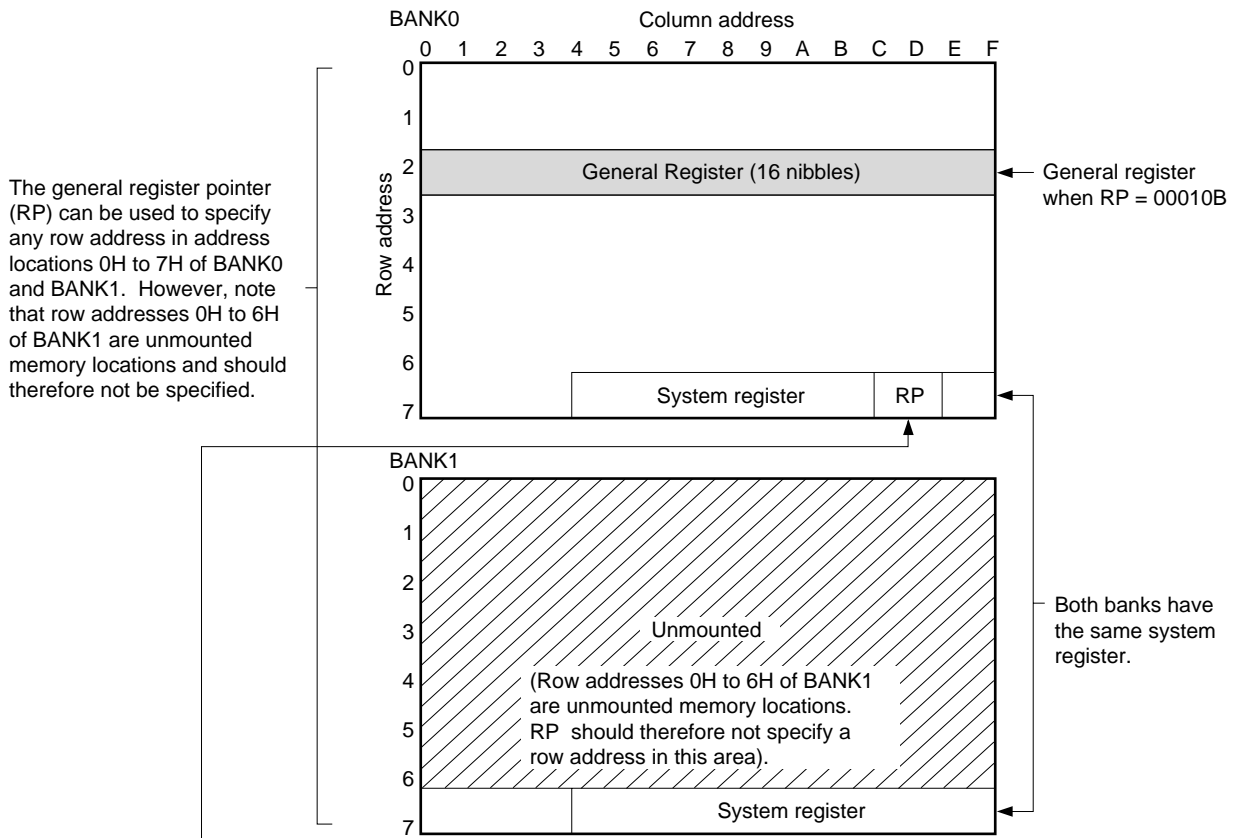 BANK0
Column address
0 1 2 3 4 5 6 7 8 9 A B C D E F
Row address
0
1
2
3
4
5
6
7
General Register (16 nibbles)
General register
when RP = 00010B
The general register pointer
(RP) can be used to specify
any row address in address
locations 0H to 7H of BANK0
and BANK1. However, note
that row addresses 0H to 6H
of BANK1 are unmounted
memory locations and should
therefore not be specified.
System register
RP
BANK1
0
1
2
3
4
5
6
7
Unmounted
(Row addresses 0H to 6H of BANK1
are unmounted memory locations.
RP should therefore not specify a
row address in this area).
System register
Both banks have
the same system
register.